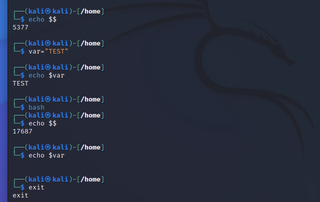 ┌──(kali㉿kali)-[/home]
└─$ echo $$
5377
┌──(kali㉿kali)-[/home]
└─$ var="TEST"
┌──(kali㉿kali)-[/home]
└─$ echo $var
TEST
┌──(kali㉿kali)-[/home]
└─$ bash
┌──(kali㉿kali)-[/home]
└─$ echo $$
17687
┌──(kali㉿kali)-[/home]
└─$ echo $var
┌──(kali㉿kali)-[/home]
└─$ exit
exit